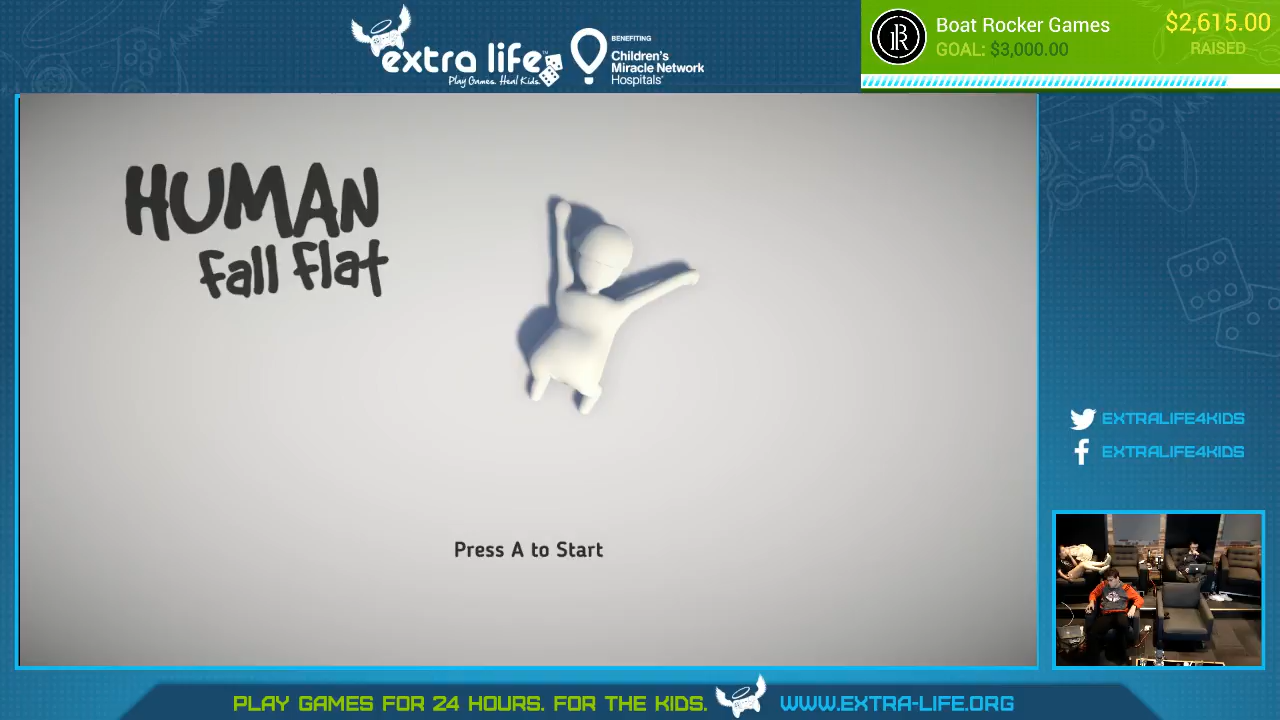 extra life™
Play Games. Heal Kids.
BENEFITING
Children's
Miracle Network
Hospitals
Boat Rocker Games
GOAL: $3,000.00
$2,615.00
RAISED
HUMAN
fall flat
Press A to Start
EXTRALIFE4KIDS
EXTRALIFE4KIDS
PLAY GAMES FOR 24 HOURS. FOR THE KIDS.
WWW.EXTRA-LIFE.ORG